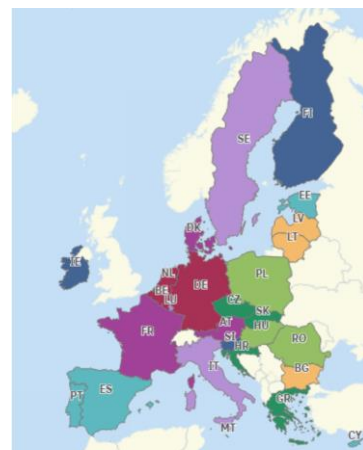 FI
SE
EE
LV
LT
DK
IE
NL
BE
DE
PL
LU
CZ
SK
FR
AT
HU
SI
HR
RO
IT
BG
PT
ES
GR
MT
CY